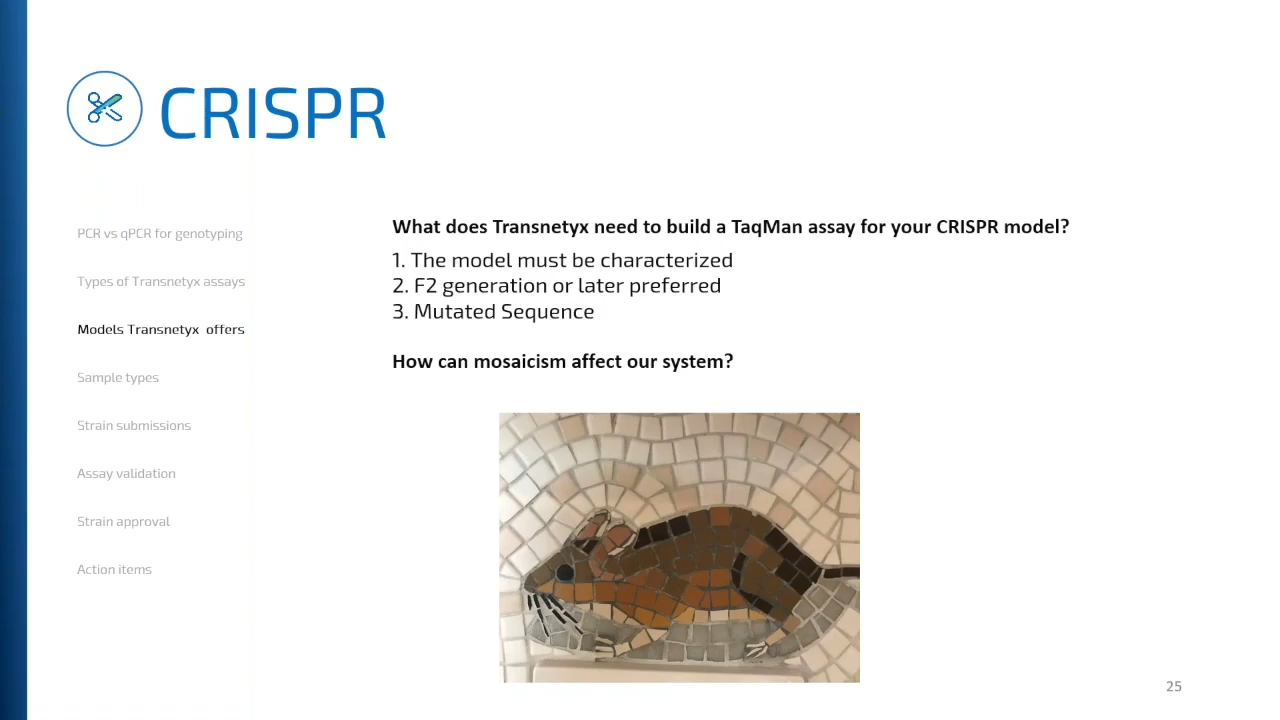 CRISPR
PCR vs qPCR for genotyping
Types of Transnetyx assays
Models Transnetyx  offers
Sample types
Strain submissions
Assay validation
Strain approval
Action items
What does Transnetyx need to build a TaqMan assay for your CRISPR model?
1. The model must be characterized
2. F2 generation or later preferred
3. Mutated Sequence
How can mosaicism affect our system?
25